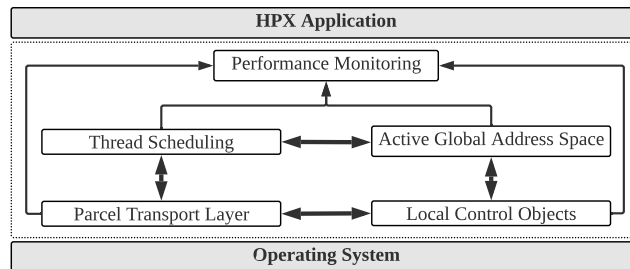 HPX Application
Performance Monitoring
Thread Scheduling
Active Global Address Space
Parcel Transport Layer
Local Control Objects
Operating System